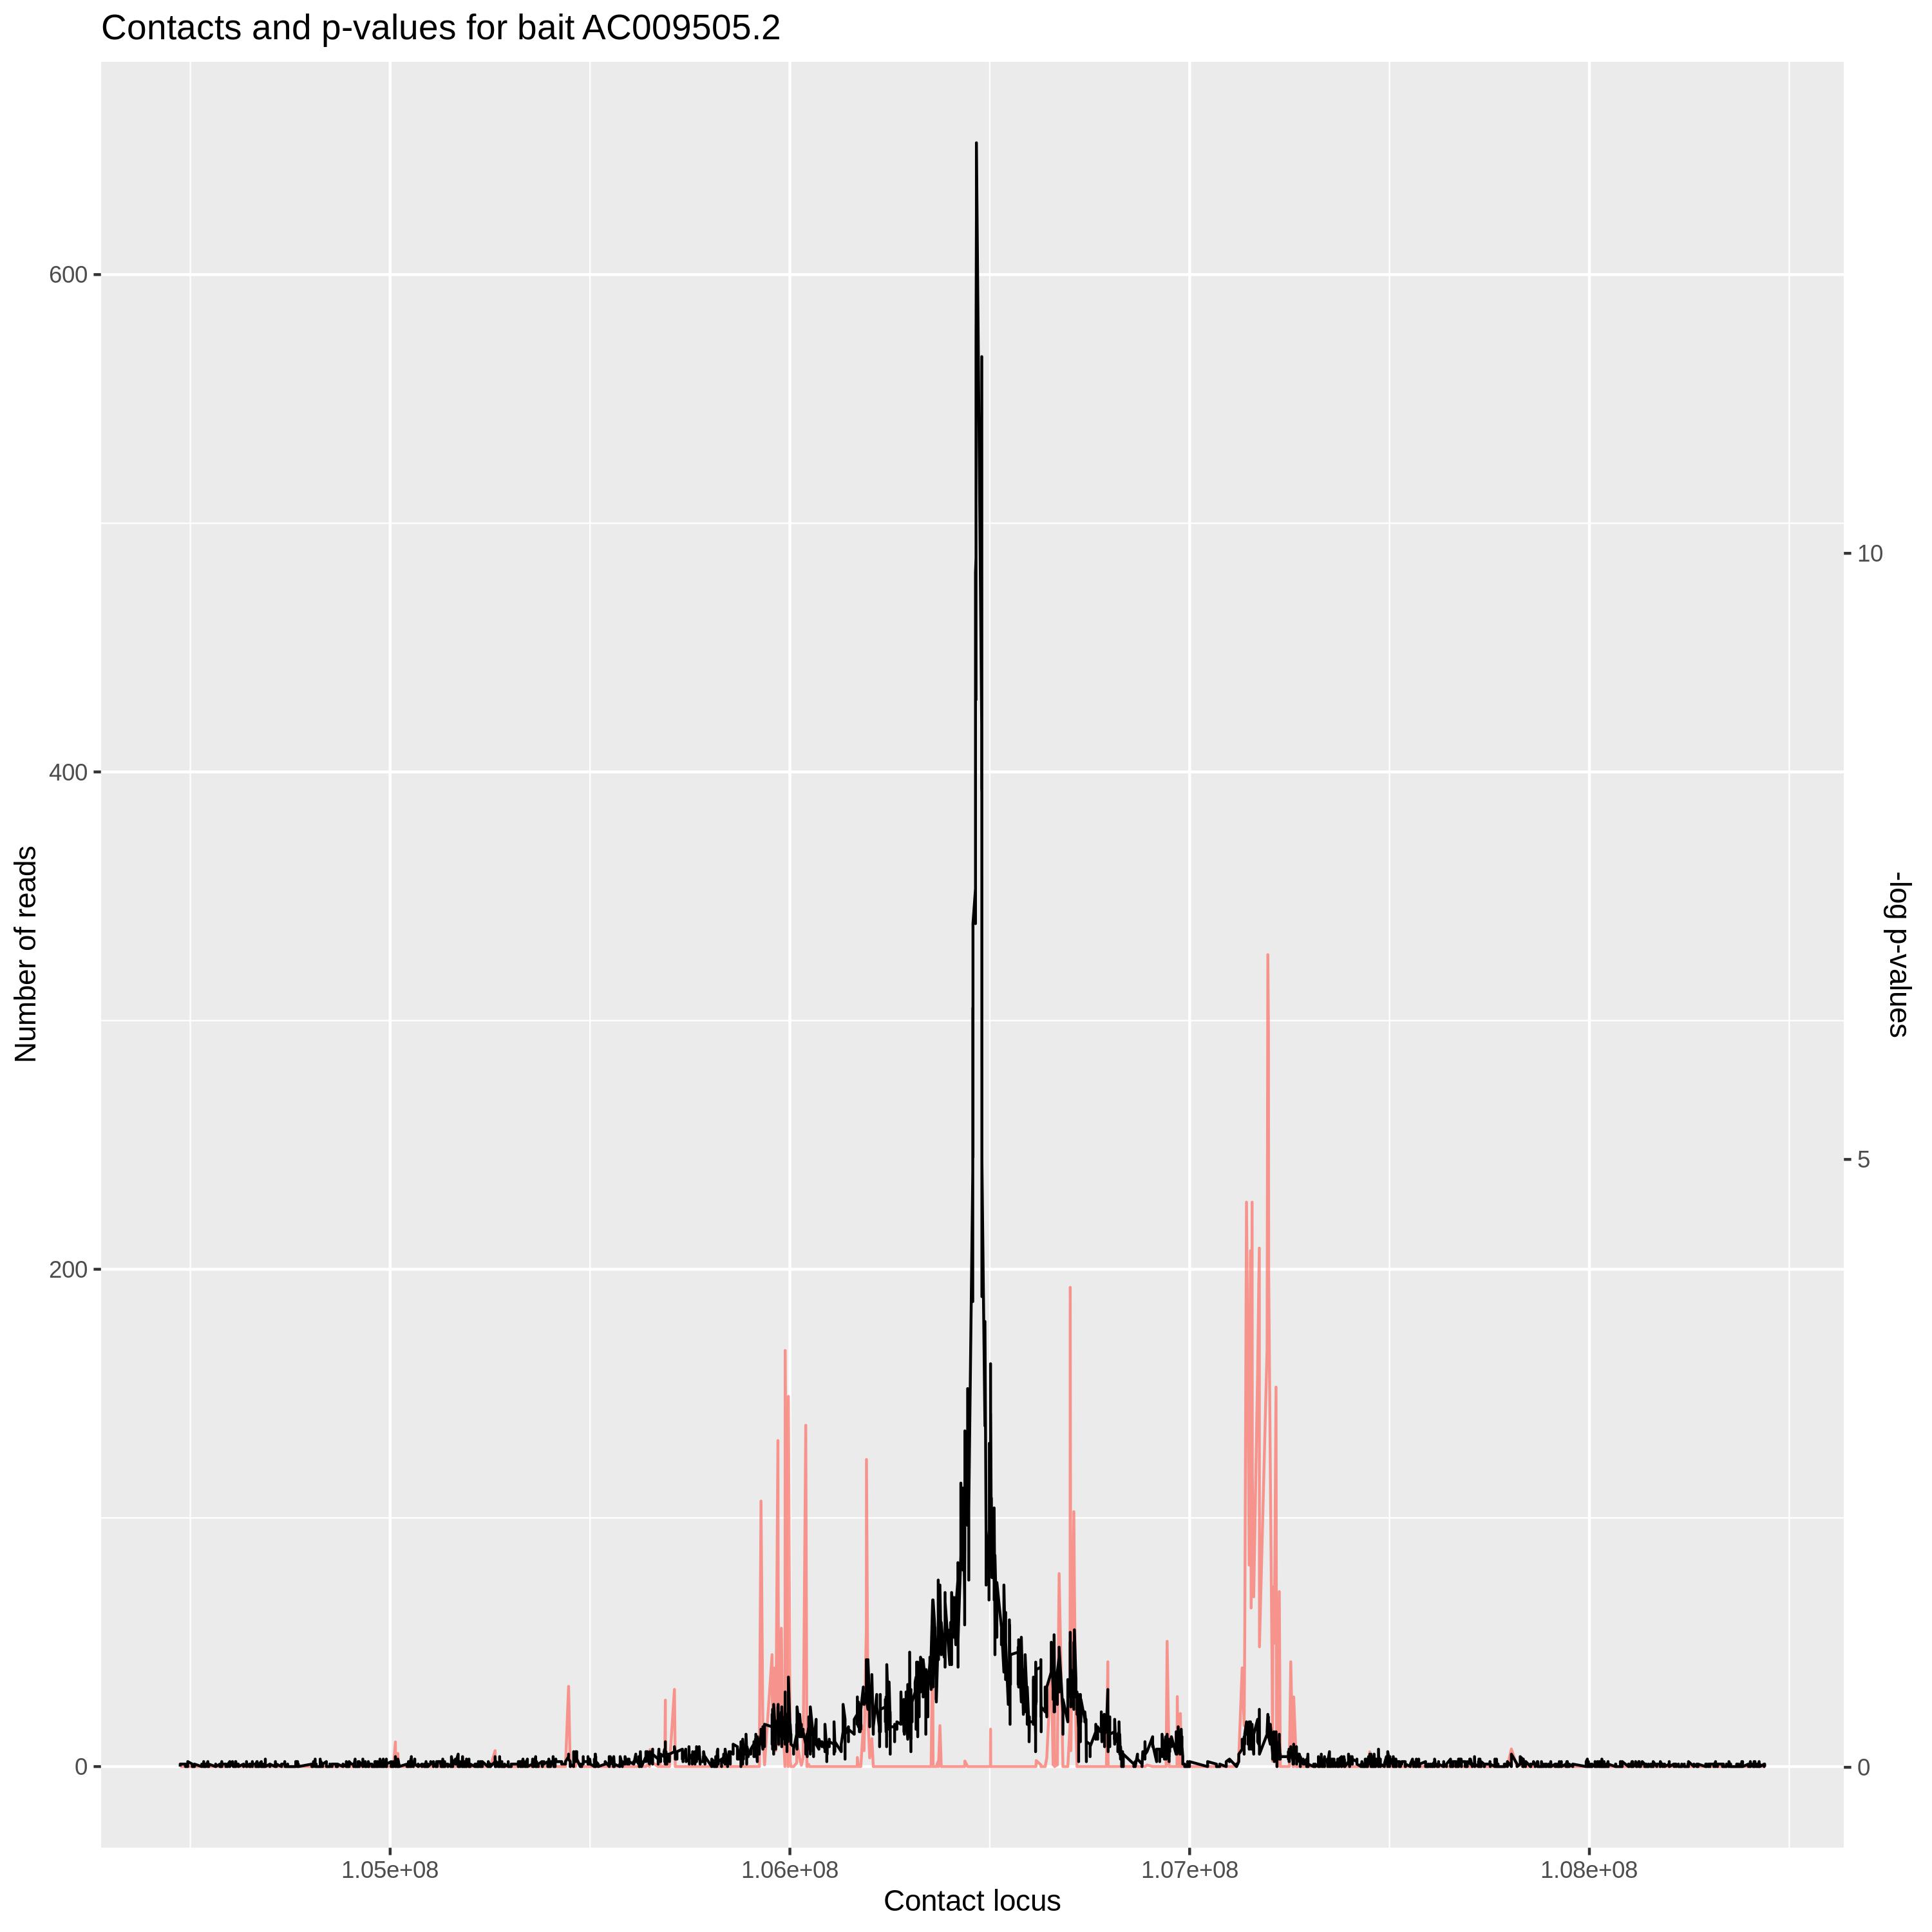 Contacts and p-values for bait AC009505.2
600
400
200
0
10
5
0
Number of reads
-log p-values
1.05e+08 1.06e+08 1.07e+08 1.08e+08
Contact locus